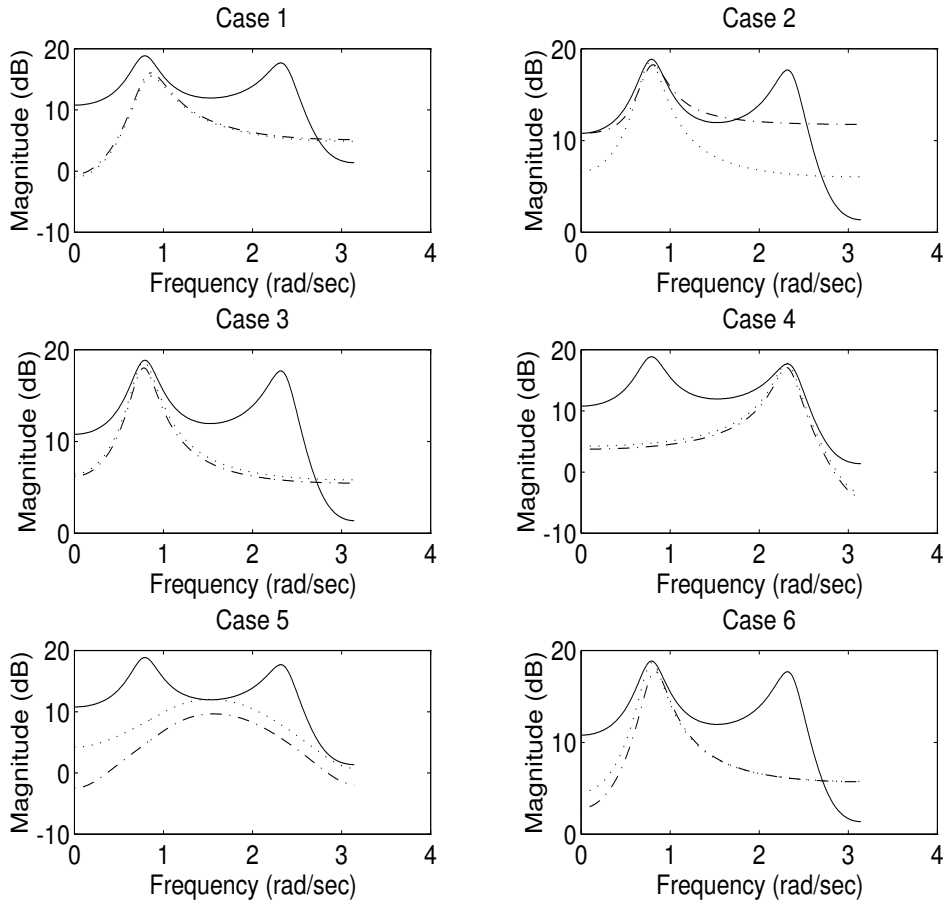 Case 1
20
10
0
-10
Magnitude (dB)
0 1 2 3 4
Frequency (rad/sec)
Case 2
20
10
0
Magnitude (dB)
0 1 2 3 4
Frequency (rad/sec)
Case 3
20
10
0
Magnitude (dB)
0 1 2 3 4
Frequency (rad/sec)
Case 4
20
10
0
-10
Magnitude (dB)
0 1 2 3 4
Frequency (rad/sec)
Case 5
20
10
0
-10
Magnitude (dB)
0 1 2 3 4
Frequency (rad/sec)
Case 6
20
10
0
Magnitude (dB)
0 1 2 3 4
Frequency (rad/sec)